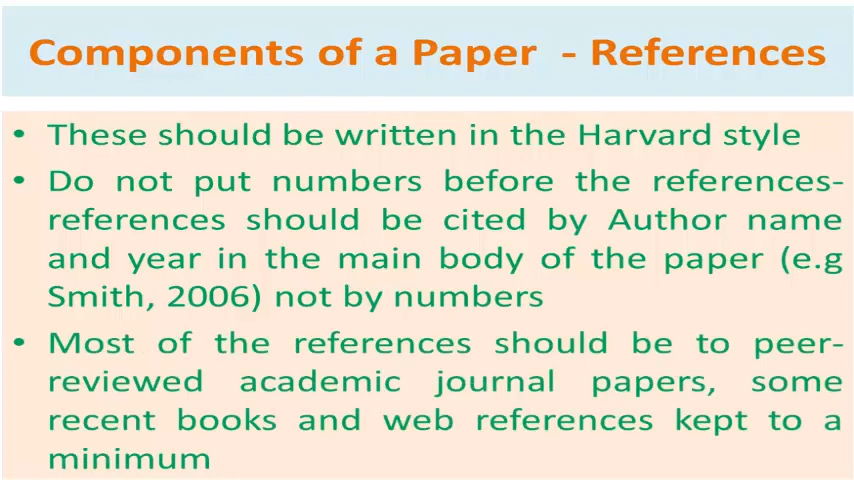 Components of a Paper - References
• These should be written in the Harvard style
• Do not put numbers before the references-
references should be cited by Author name
and year in the main body of the paper (e.g
Smith, 2006) not by numbers
• Most of the references should be to peer-
reviewed academic journal papers, some
recent books and web references kept to a
minimum